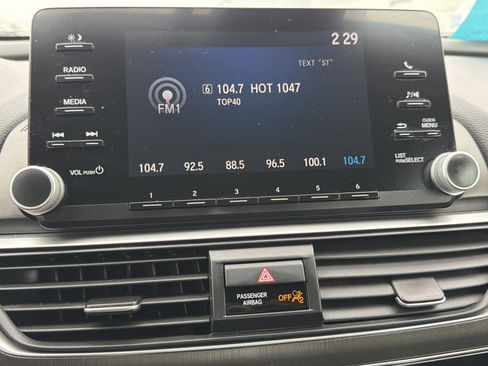 2 29
RADIO
TEXT "ST"
6 104.7 HOT 1047
FM1
TOP40
MEDIA
CLOCK
MENU
VOL PUSH
104.7 92.5 88.5 96.5 100.1 104.7
LIST
PUSH SELECT
1 2 3 4 5 6
PASSENGER
AIRBAG
OFF
2